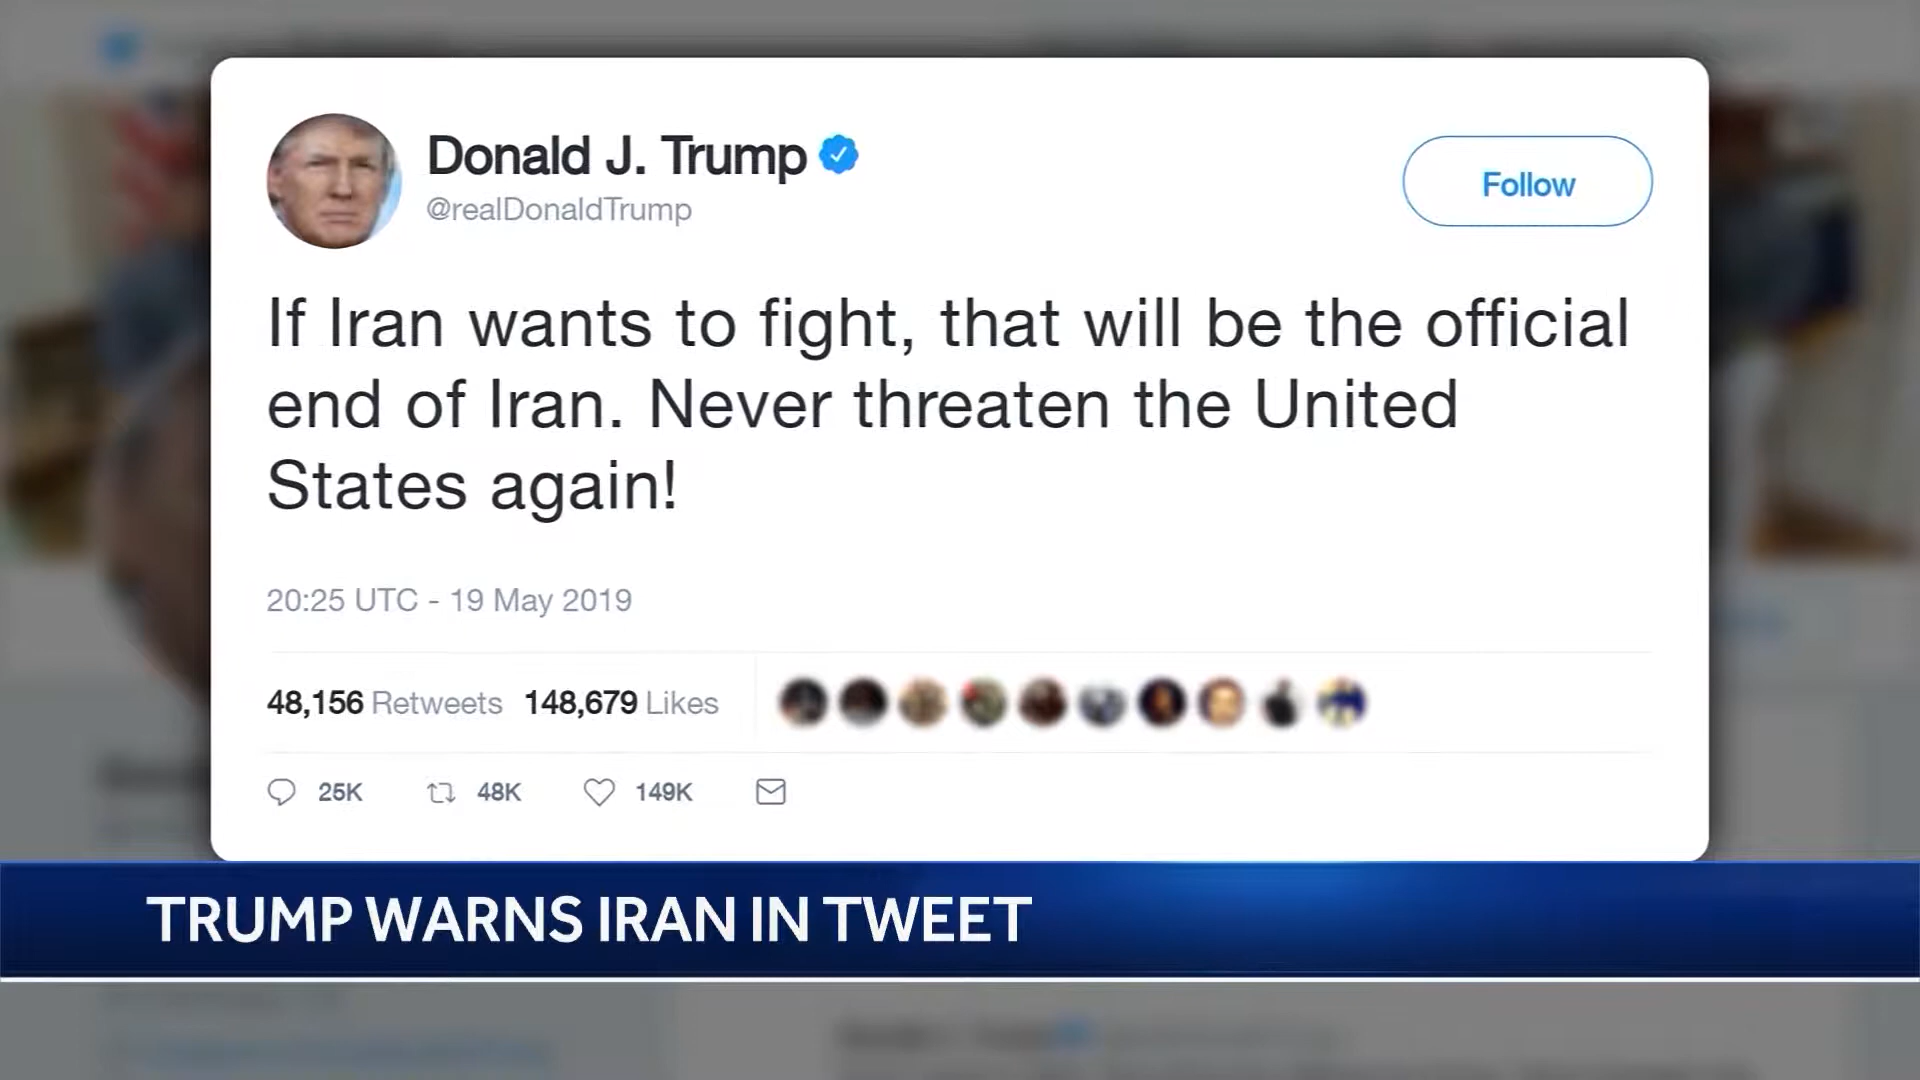 Donald J. Trump
@realDonaldTrump
Follow
If Iran wants to fight, that will be the official
end of Iran. Never threaten the United
States again!
20:25 UTC - 19 May 2019
48,156 Retweets 148,679 Likes
25K 48K 149K
TRUMP WARNS IRAN IN TWEET